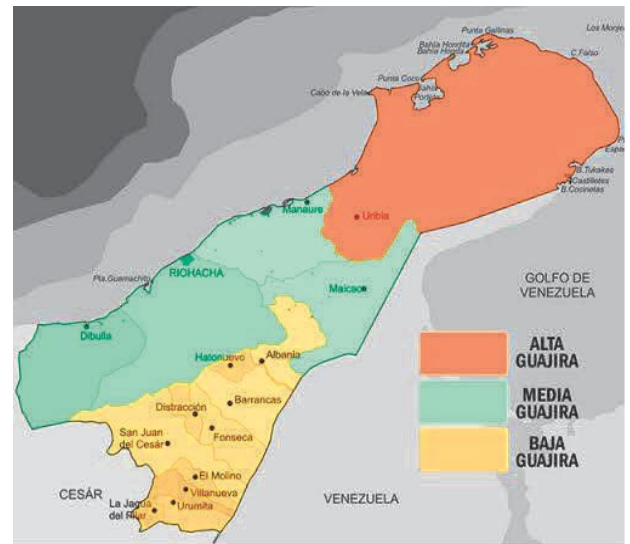 Punta Gallinas
Los Monjes
Bahía Hondita
Bahía Honda
C.Falso
Punta Coco
Bahía
Portete
Cabo de la Vela
B.Tukakas
Castilletes
B.Cocinetas
Manaure
Uribia
Pta.Guamachito
RIOHACHA
Maicao
GOLFO DE
VENEZUELA
Dibulla
ALTA
GUAJIRA
Hatonuevo
Albania
MEDIA
GUAJIRA
Barrancas
Distracción
San Juan
del Cesár
Fonseca
BAJA
GUAJIRA
El Molino
CESÁR
Villanueva
VENEZUELA
La Jagua
del Pilar
Urumita